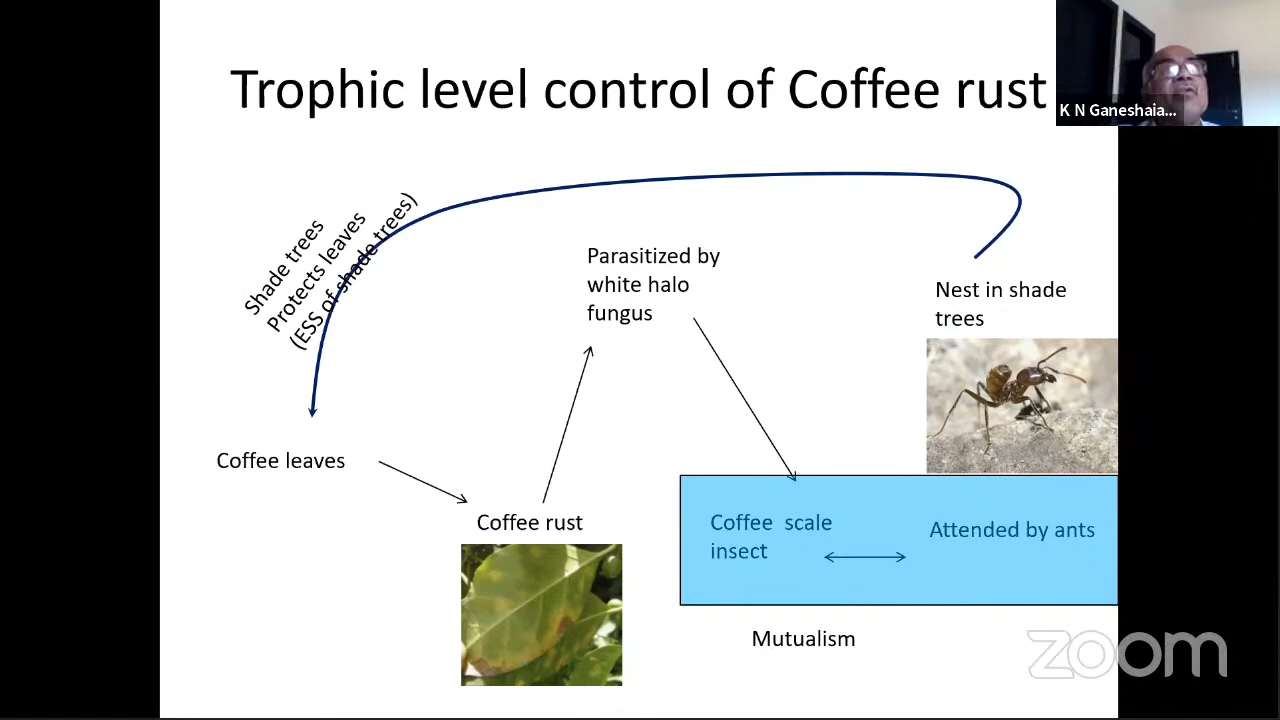 Trophic level control of Coffee rust
K N Ganeshaia...
Shade trees
Protects leaves
(ESS of shade trees)
Parasitized by
white halo
fungus
Nest in shade
trees
Coffee leaves
Coffee rust
Coffee scale
insect
Attended by ants
Mutualism
zoom